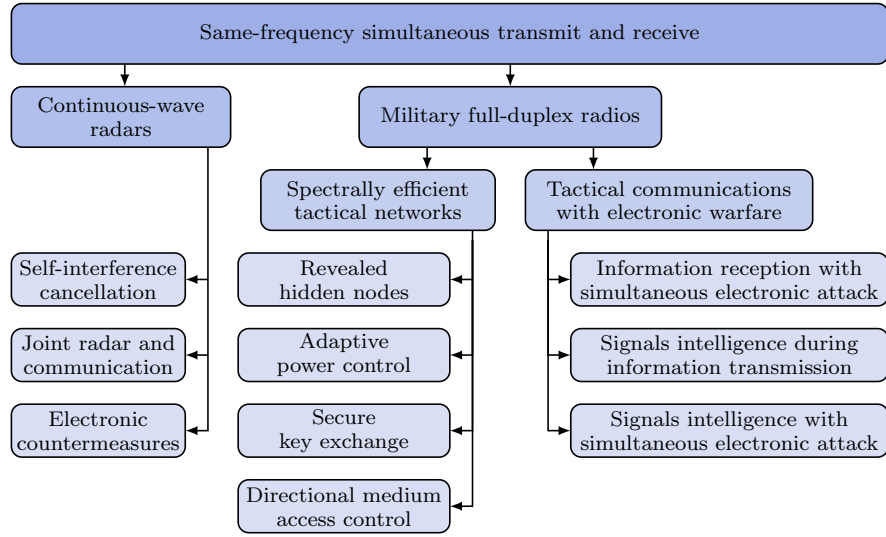 Same-frequency simultaneous transmit and receive
Continuous-wave
radars
Military full-duplex radios
Spectrally efficient
tactical networks
Tactical communications
with electronic warfare
Self-interference
cancellation
Joint radar and
communication
Electronic
countermeasures
Revealed
hidden nodes
Adaptive
power control
Secure
key exchange
Directional medium
access control
Information reception with
simultaneous electronic attack
Signals intelligence during
information transmission
Signals intelligence with
simultaneous electronic attack